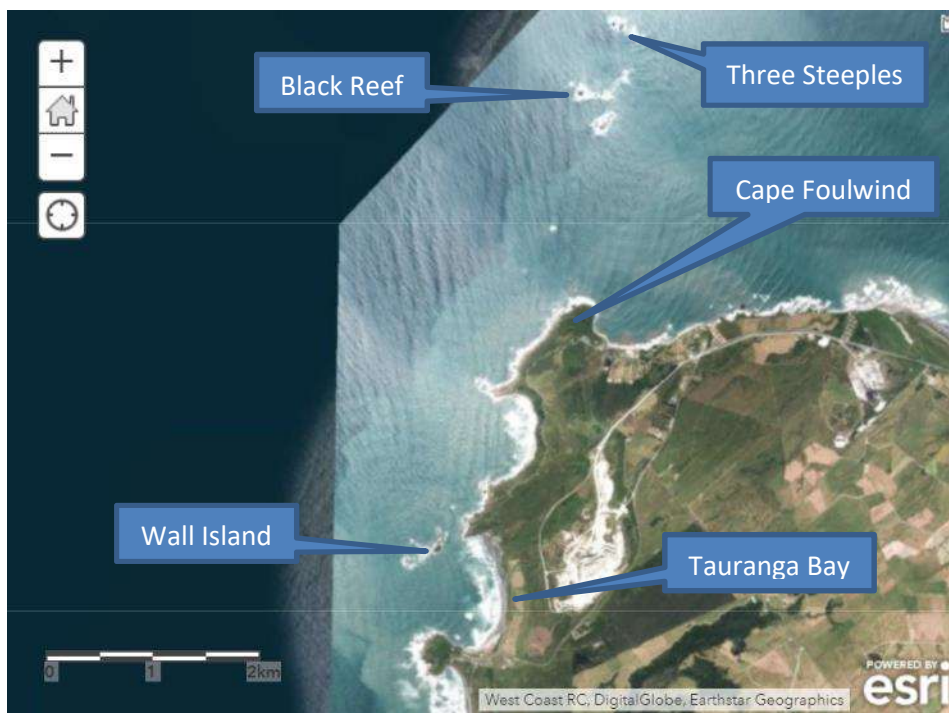 +
−
Three Steeples
Black Reef
Cape Foulwind
Wall Island
Tauranga Bay
0 1 2km
West Coast RC, DigitalGlobe, Earthstar Geographics
POWERED BY
esri